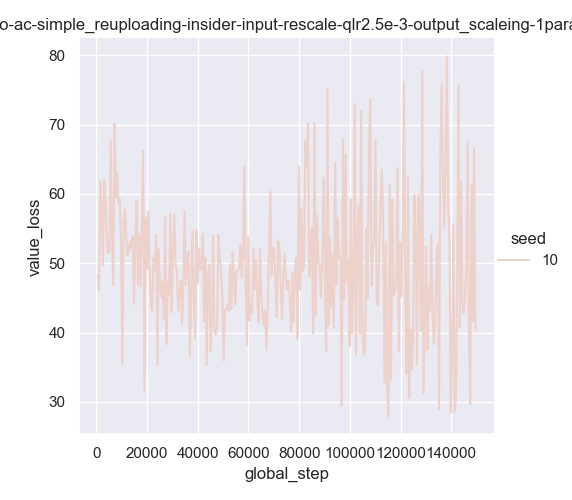 o-ac-simple_reuploading-insider-input-rescale-qlr2.5e-3-output_scaleing-1para
80
70
60
50
40
30
value_loss
0 20000 40000 60000 80000 100000 120000 140000
global_step
seed
10